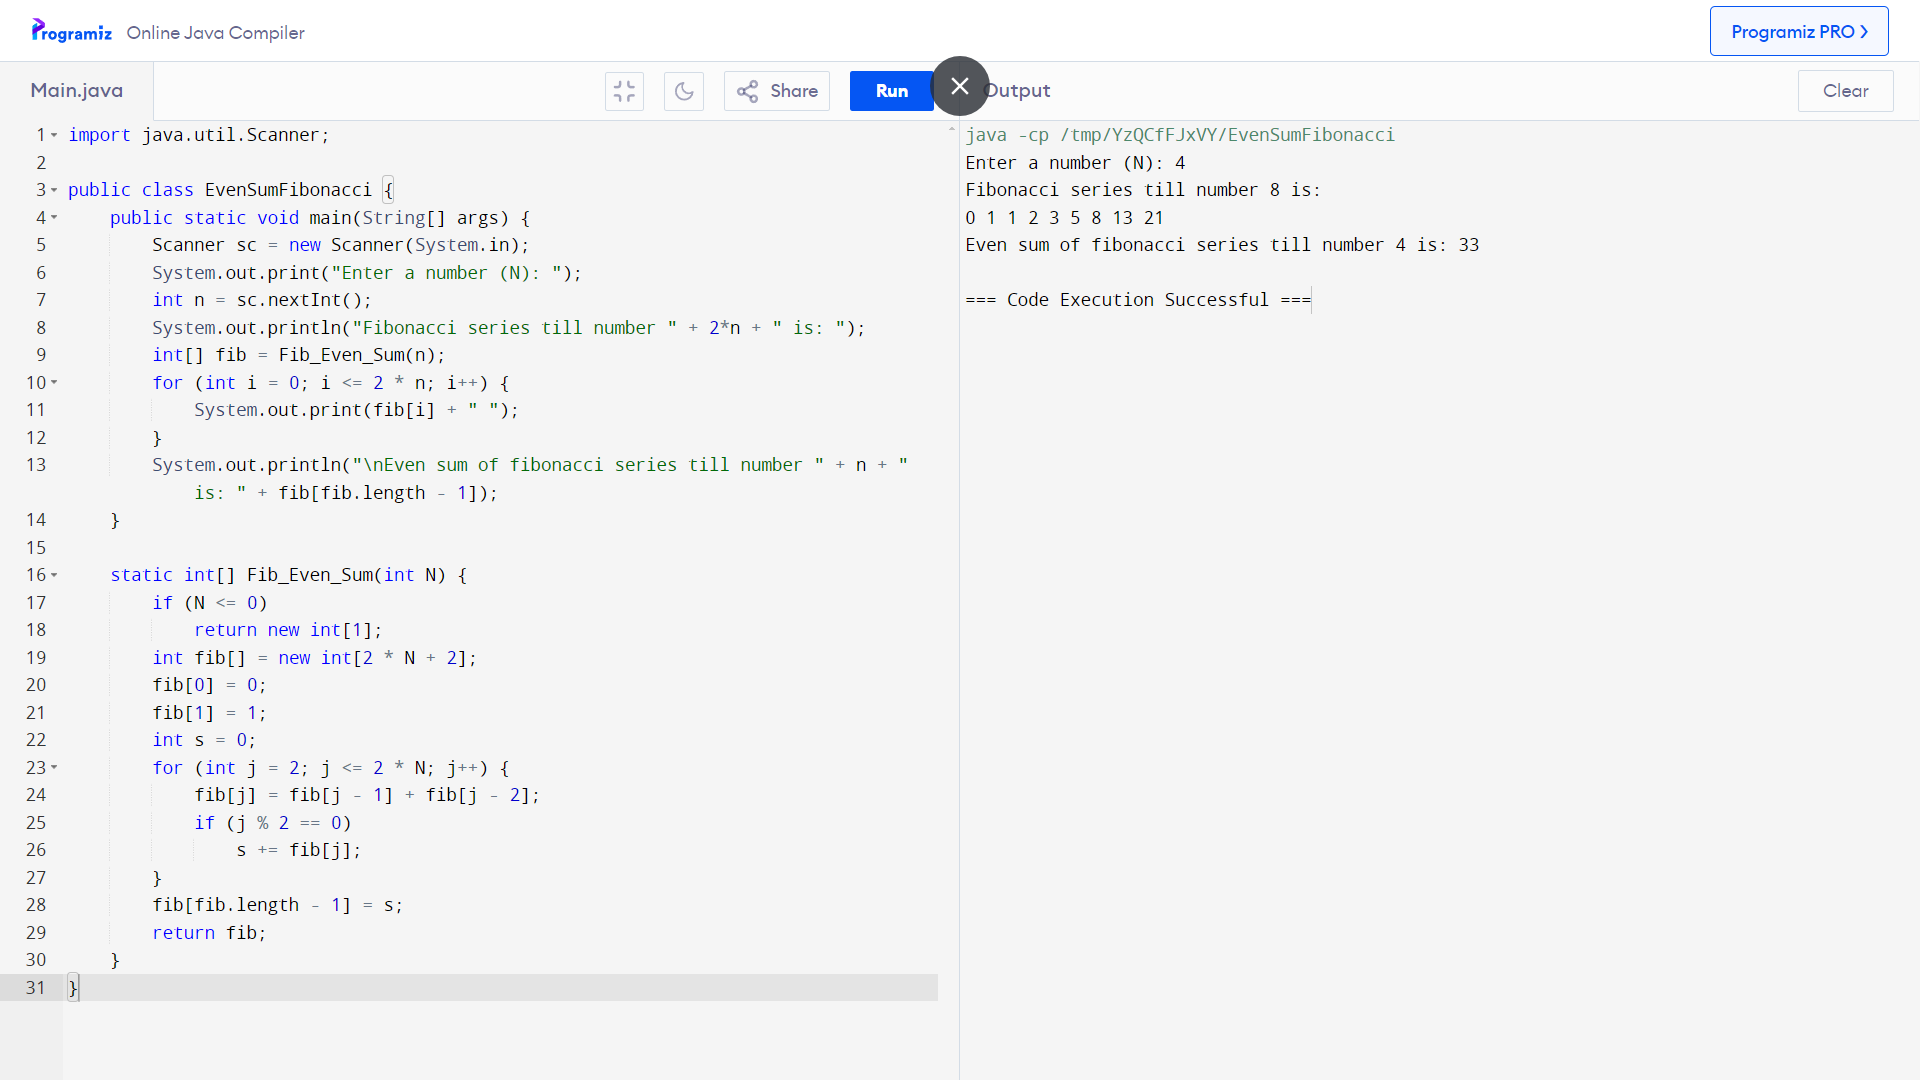 Programiz Online Java Compiler
Programiz PRO
Main.java
Share
Run
Output
Clear
1 import java.util.Scanner;
2
3 public class EvenSumFibonacci {
4     public static void main(String[] args) {
5         Scanner sc = new Scanner(System.in);
6         System.out.print("Enter a number (N): ");
7         int n = sc.nextInt();
8         System.out.println("Fibonacci series till number " + 2*n + " is: ");
9         int[] fib = Fib_Even_Sum(n);
10         for (int i = 0; i <= 2 * n; i++) {
11             System.out.print(fib[i] + " ");
12         }
13         System.out.println("\nEven sum of fibonacci series till number " + n + "
            is: " + fib[fib.length - 1]);
14     }
15
16     static int[] Fib_Even_Sum(int N) {
17         if (N <= 0)
18             return new int[1];
19         int fib[] = new int[2 * N + 2];
20         fib[0] = 0;
21         fib[1] = 1;
22         int s = 0;
23         for (int j = 2; j <= 2 * N; j++) {
24             fib[j] = fib[j - 1] + fib[j - 2];
25             if (j % 2 == 0)
26                 s += fib[j];
27         }
28         fib[fib.length - 1] = s;
29         return fib;
30     }
31 }
java -cp /tmp/YzQCfFJxVY/EvenSumFibonacci
Enter a number (N): 4
Fibonacci series till number 8 is:
0 1 1 2 3 5 8 13 21
Even sum of fibonacci series till number 4 is: 33
=== Code Execution Successful ===